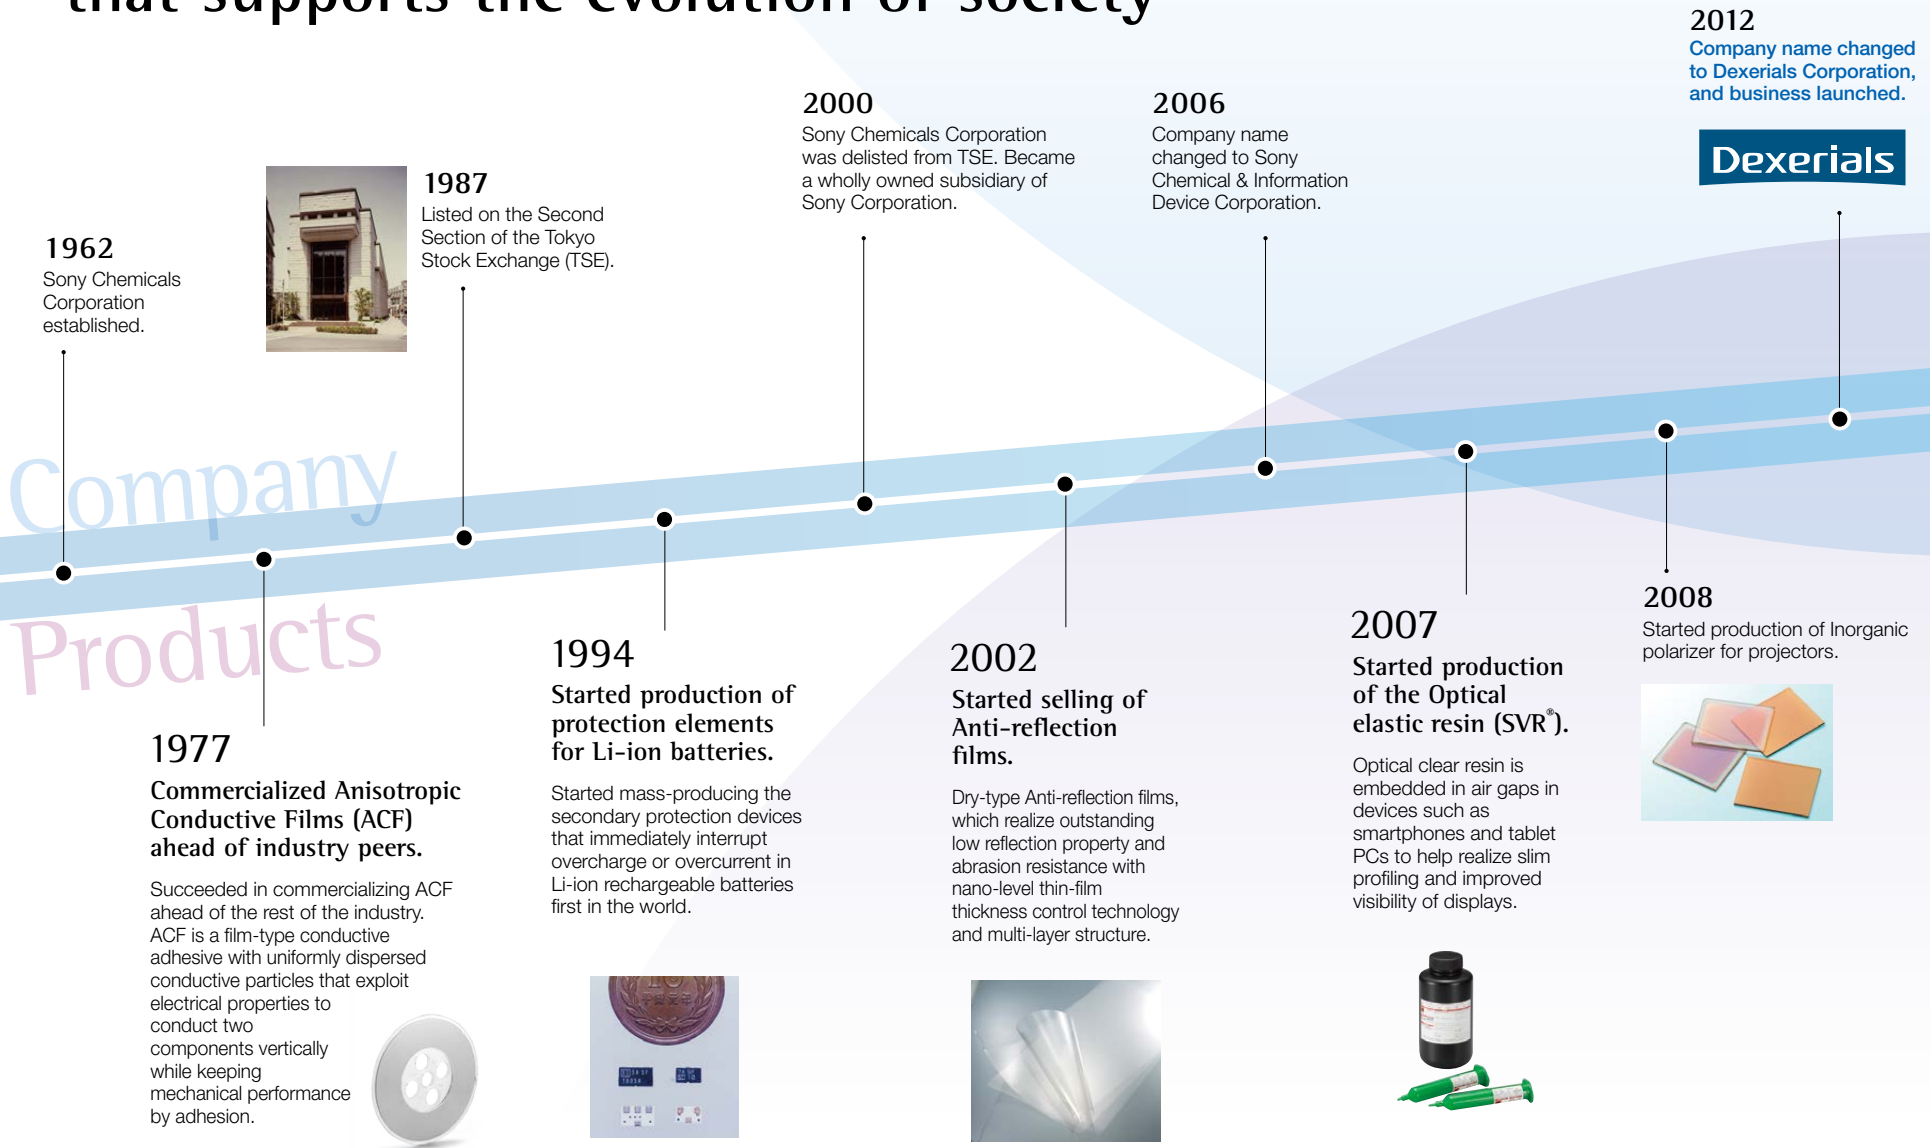 that supports the evolution of society
1962
Sony Chemicals
Corporation
established.
1987
Listed on the Second
Section of the Tokyo
Stock Exchange (TSE).
2000
Sony Chemicals Corporation
was delisted from TSE. Became
a wholly owned subsidiary of
Sony Corporation.
2006
Company name
changed to Sony
Chemical & Information
Device Corporation.
2012
Company name changed
to Dexerials Corporation,
and business launched.
Dexerials
Company
Products
1977
Commercialized Anisotropic
Conductive Films (ACF)
ahead of industry peers.
Succeeded in commercializing ACF
ahead of the rest of the industry.
ACF is a film-type conductive
adhesive with uniformly dispersed
conductive particles that exploit
electrical properties to
conduct two
components vertically
while keeping
mechanical performance
by adhesion.
1994
Started production of
protection elements
for Li-ion batteries.
Started mass-producing the
secondary protection devices
that immediately interrupt
overcharge or overcurrent in
Li-ion rechargeable batteries
first in the world.
2002
Started selling of
Anti-reflection
films.
Dry-type Anti-reflection films,
which realize outstanding
low reflection property and
abrasion resistance with
nano-level thin-film
thickness control technology
and multi-layer structure.
2007
Started production
of the Optical
elastic resin (SVR®).
Optical clear resin is
embedded in air gaps in
devices such as
smartphones and tablet
PCs to help realize slim
profiling and improved
visibility of displays.
2008
Started production of Inorganic
polarizer for projectors.